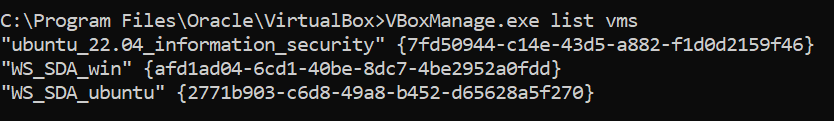 C:\Program Files\Oracle\VirtualBox>VBoxManage.exe list vms
"ubuntu_22.04_information_security" {7fd50944-c14e-43d5-a882-f1d0d2159f46}
"WS_SDA_win" {afd1ad04-6cd1-40be-8dc7-4be2952a0fdd}
"WS_SDA_ubuntu" {2771b903-c6d8-49a8-b452-d65628a5f270}